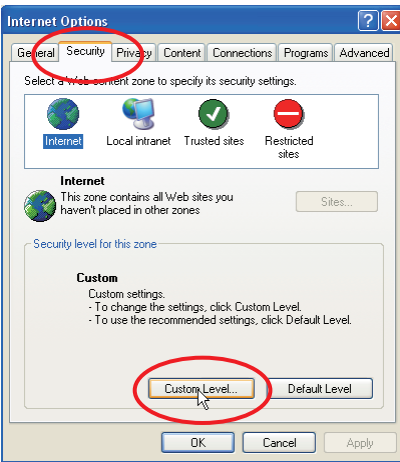 Internet Options
General Security Privacy Content Connections Programs Advanced
Select a Web content zone to specify its security settings.
Internet Local intranet Trusted sites Restricted
sites
Internet
This zone contains all Web sites you
haven't placed in other zones
Sites...
Security level for this zone
Custom
Custom settings.
- To change the settings, click Custom Level.
- To use the recommended settings, click Default Level.
Custom Level... Default Level
OK Cancel Apply